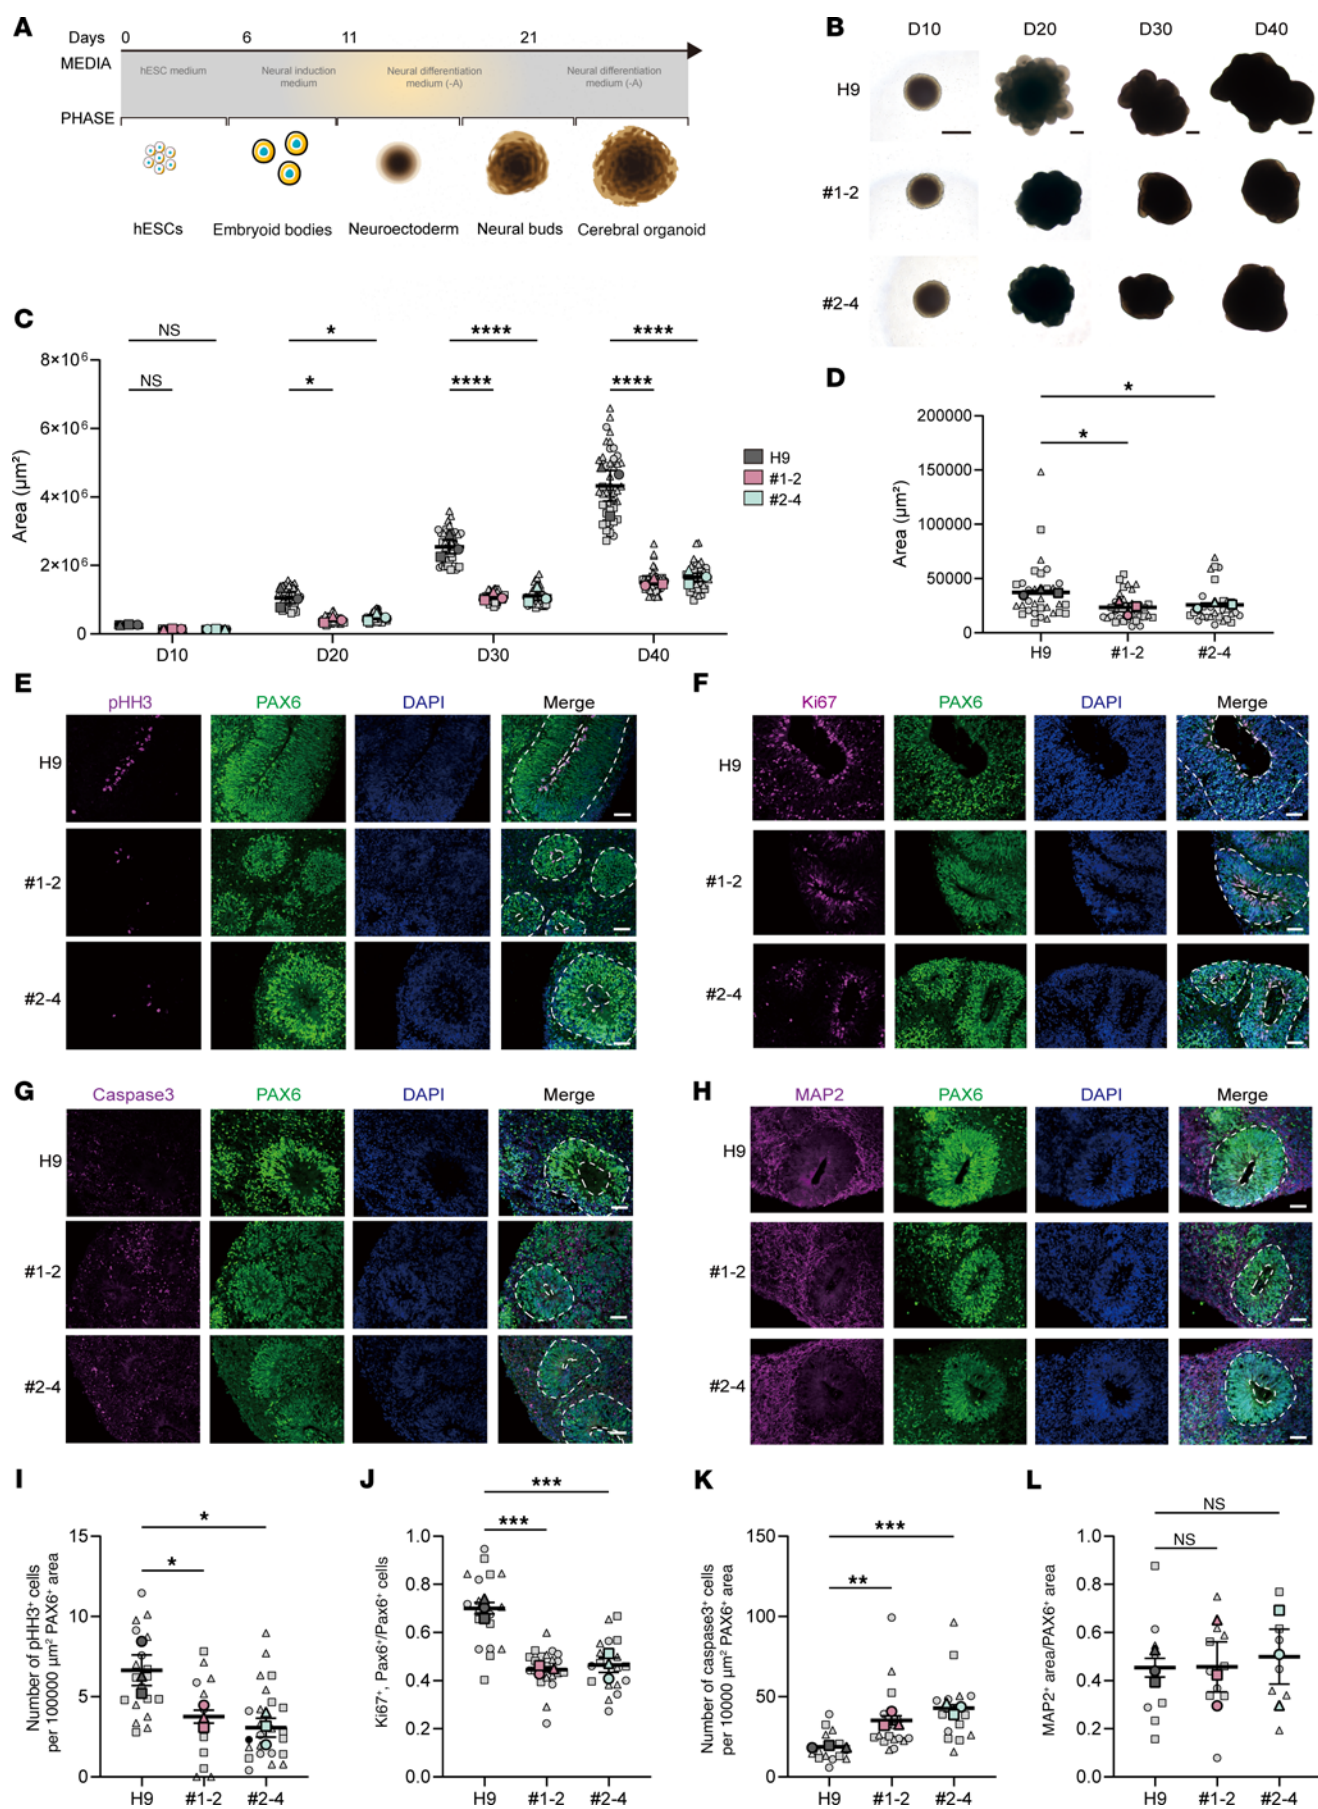 A
Days 0 6 11 21
MEDIA
hESC medium
Neural induction
medium
Neural differentiation
medium (-A)
Neural differentiation
medium (-A)
PHASE
hESCs
Embryoid bodies
Neuroectoderm
Neural buds
Cerebral organoid
B
D10 D20 D30 D40
H9
#1-2
#2-4
C
NS * **** ****
NS * **** ****
8×10⁶
6×10⁶
4×10⁶
2×10⁶
0
Area (µm²)
D10 D20 D30 D40
H9
#1-2
#2-4
D
*
*
200000
150000
100000
50000
0
Area (µm²)
H9 #1-2 #2-4
E
pHH3 PAX6 DAPI Merge
H9
#1-2
#2-4
F
Ki67 PAX6 DAPI Merge
H9
#1-2
#2-4
G
Caspase3 PAX6 DAPI Merge
H9
#1-2
#2-4
H
MAP2 PAX6 DAPI Merge
H9
#1-2
#2-4
I
*
*
15
10
5
0
Number of pHH3⁺ cells
per 100000 µm² PAX6⁺ area
H9 #1-2 #2-4
J
***
***
1.0
0.8
0.6
0.4
0.2
0
Ki67⁺, Pax6⁺/Pax6⁺ cells
H9 #1-2 #2-4
K
***
**
150
100
50
0
Number of caspase3⁺ cells
per 10000 µm² PAX6⁺ area
H9 #1-2 #2-4
L
NS
NS
1.0
0.8
0.6
0.4
0.2
0
MAP2⁺ area/PAX6⁺ area
H9 #1-2 #2-4